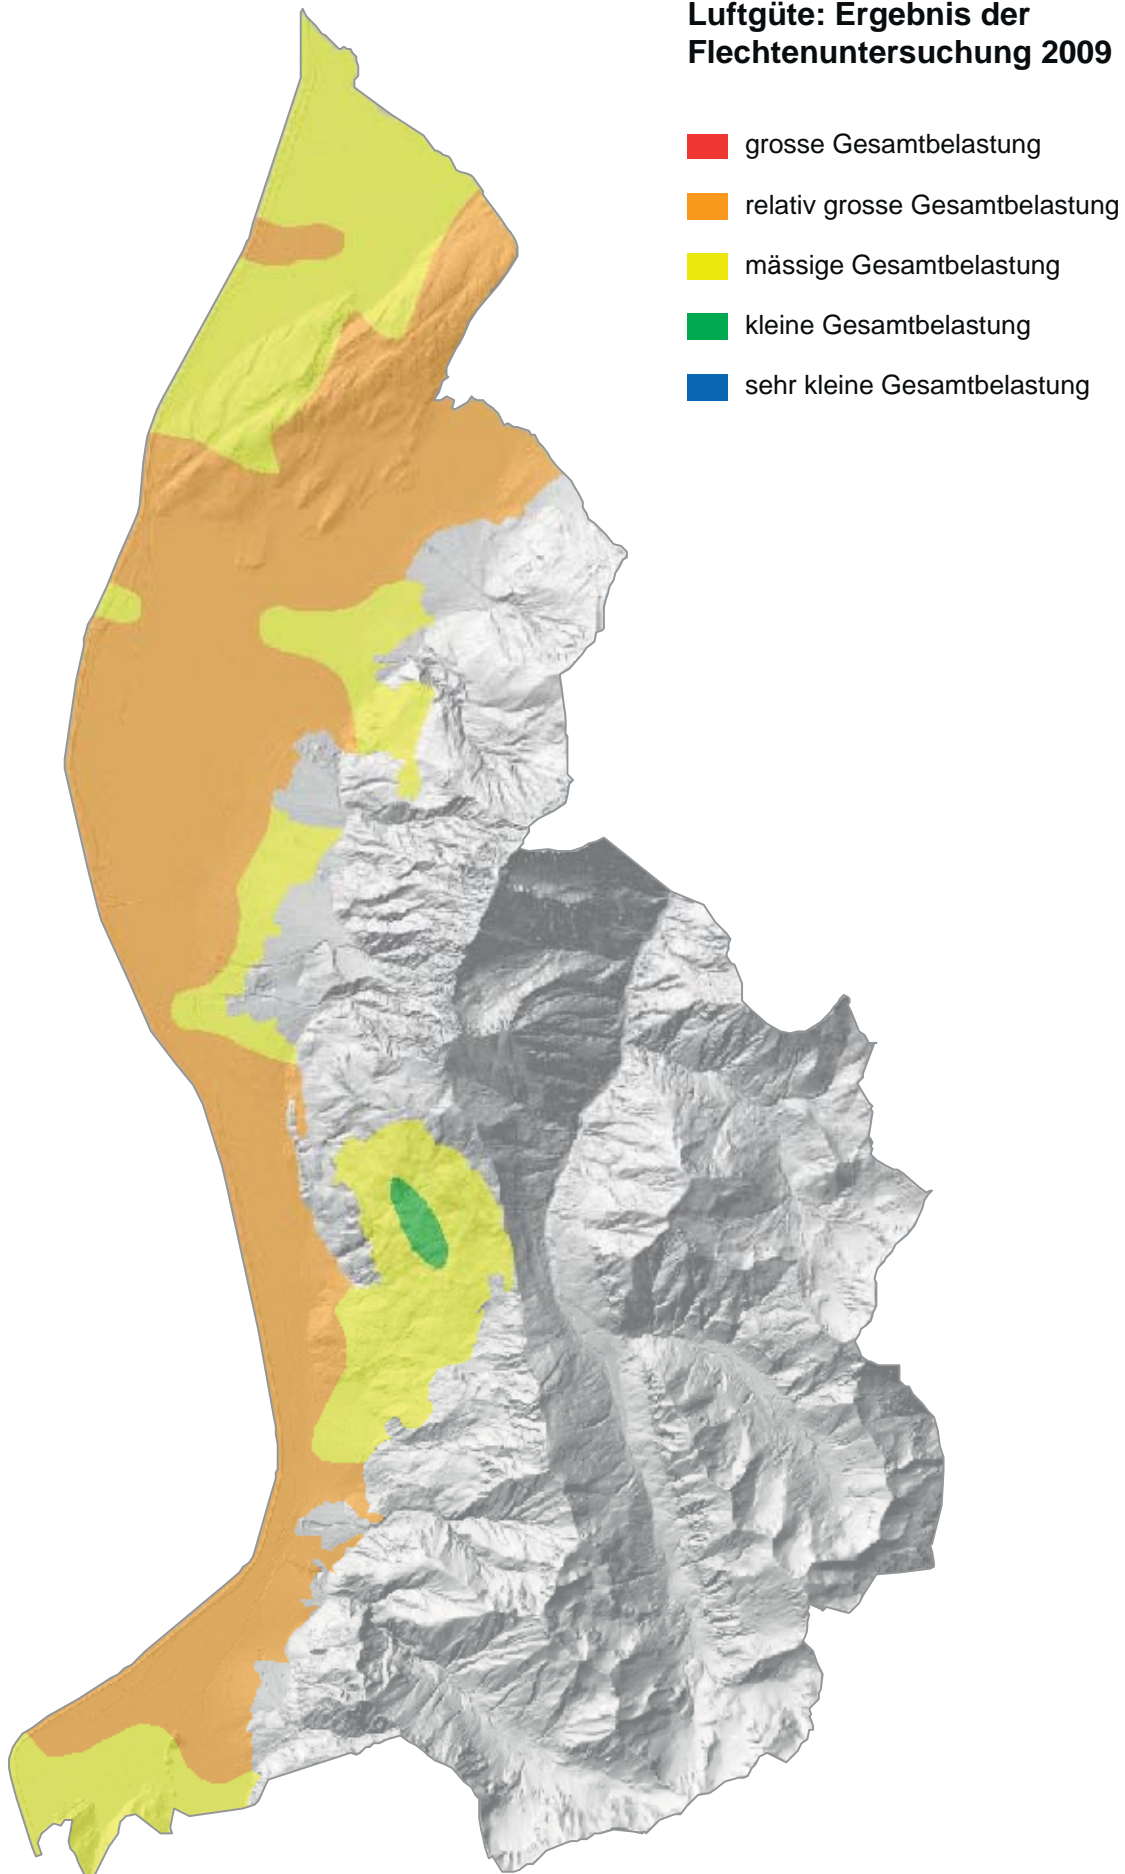 Luftgüte: Ergebnis der
Flechtenuntersuchung 2009
grosse Gesamtbelastung
relativ grosse Gesamtbelastung
mässige Gesamtbelastung
kleine Gesamtbelastung
sehr kleine Gesamtbelastung